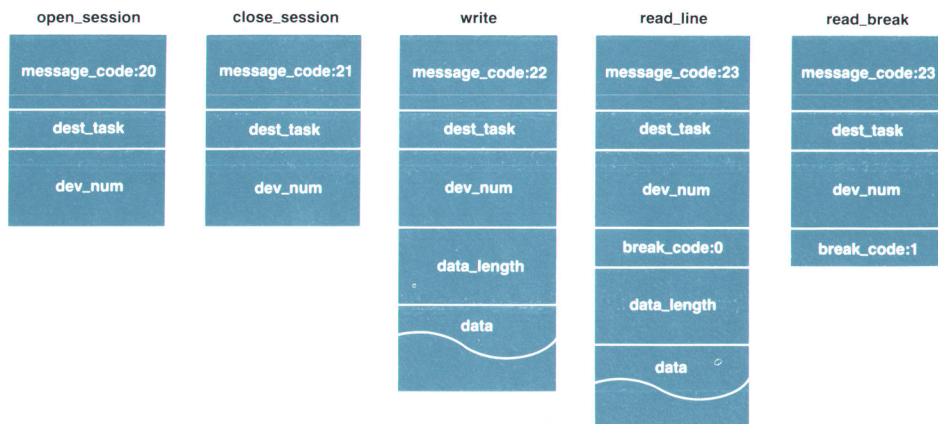 open_session
message_code:20
dest_task
dev_num
close_session
message_code:21
dest_task
dev_num
write
message_code:22
dest_task
dev_num
data_length
data
read_line
message_code:23
dest_task
dev_num
break_code:0
data_length
data
read_break
message_code:23
dest_task
dev_num
break_code:1